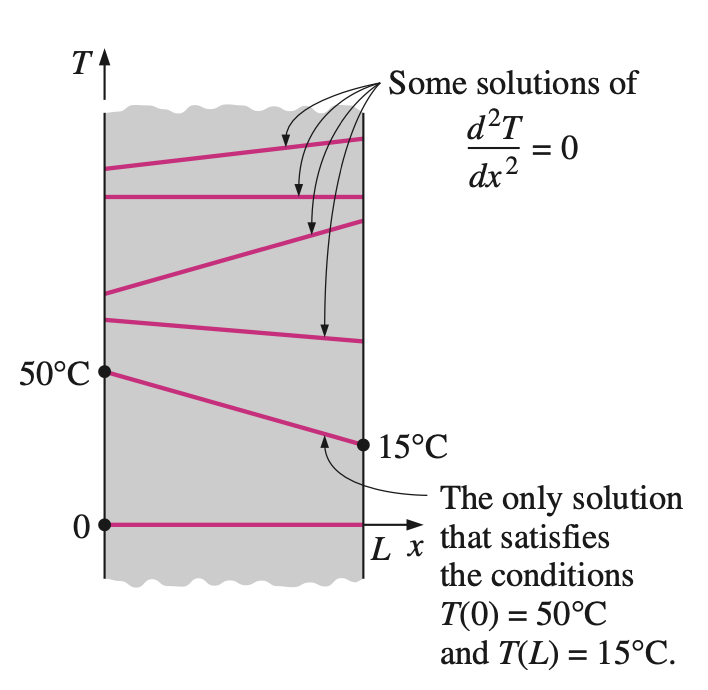 T
Some solutions of
d²T
dx² = 0
50°C
15°C
0
L x
The only solution
that satisfies
the conditions
T(0) = 50°C
and T(L) = 15°C.